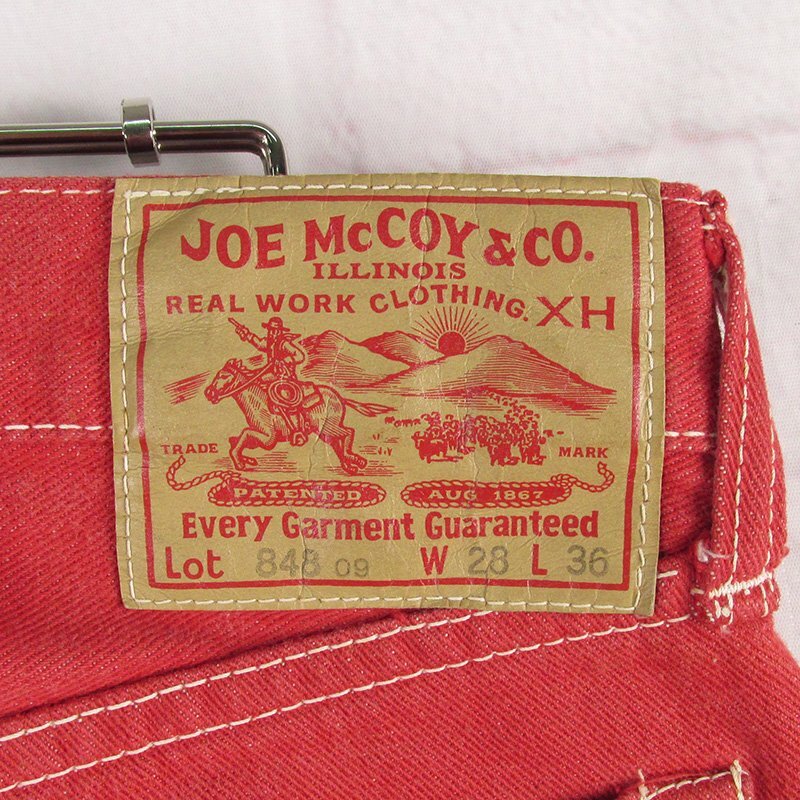 JOE McCOY & CO.
ILLINOIS
REAL WORK CLOTHING. XH
TRADE MARK
PATENTED AUG. 1867
Every Garment Guaranteed
Lot 848 09 W 28 L 36